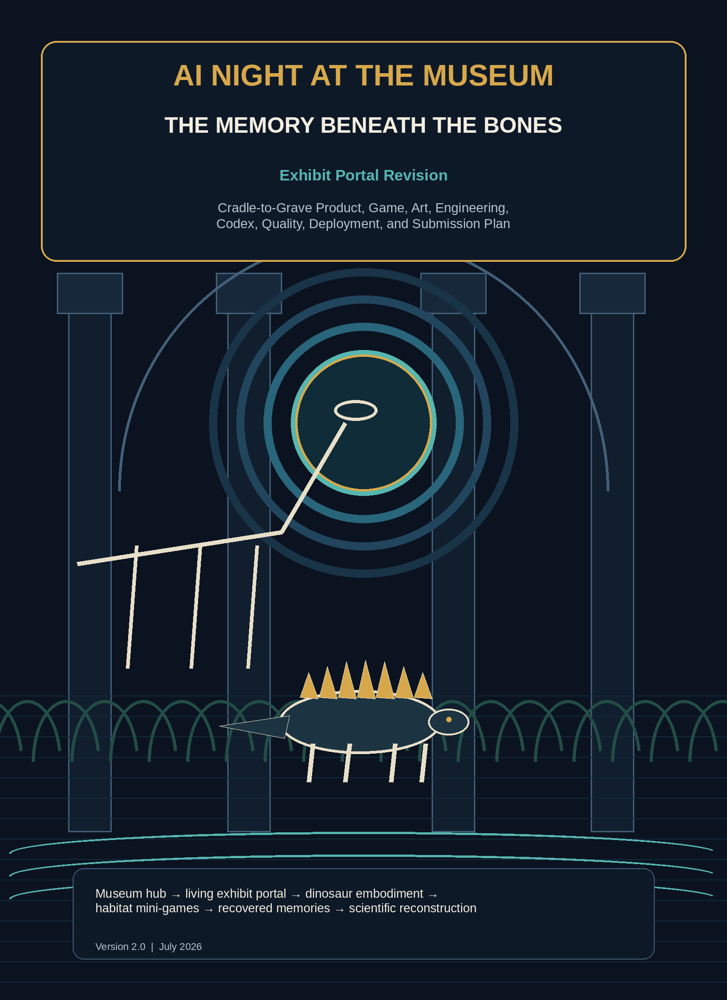 AI NIGHT AT THE MUSEUM
THE MEMORY BENEATH THE BONES
Exhibit Portal Revision
Cradle-to-Grave Product, Game, Art, Engineering,
Codex, Quality, Deployment, and Submission Plan
Museum hub → living exhibit portal → dinosaur embodiment →
habitat mini-games → recovered memories → scientific reconstruction
Version 2.0 | July 2026